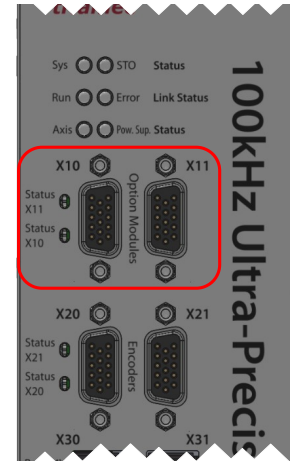 Sys STO Status
Run Error Link Status
Axis Pow. Sup. Status
X10 X11
Status
X11
Status
X10
Option Modules
X20 X21
Status
X21
Status
X20
Encoders
X30 X31
100kHz Ultra-Precis